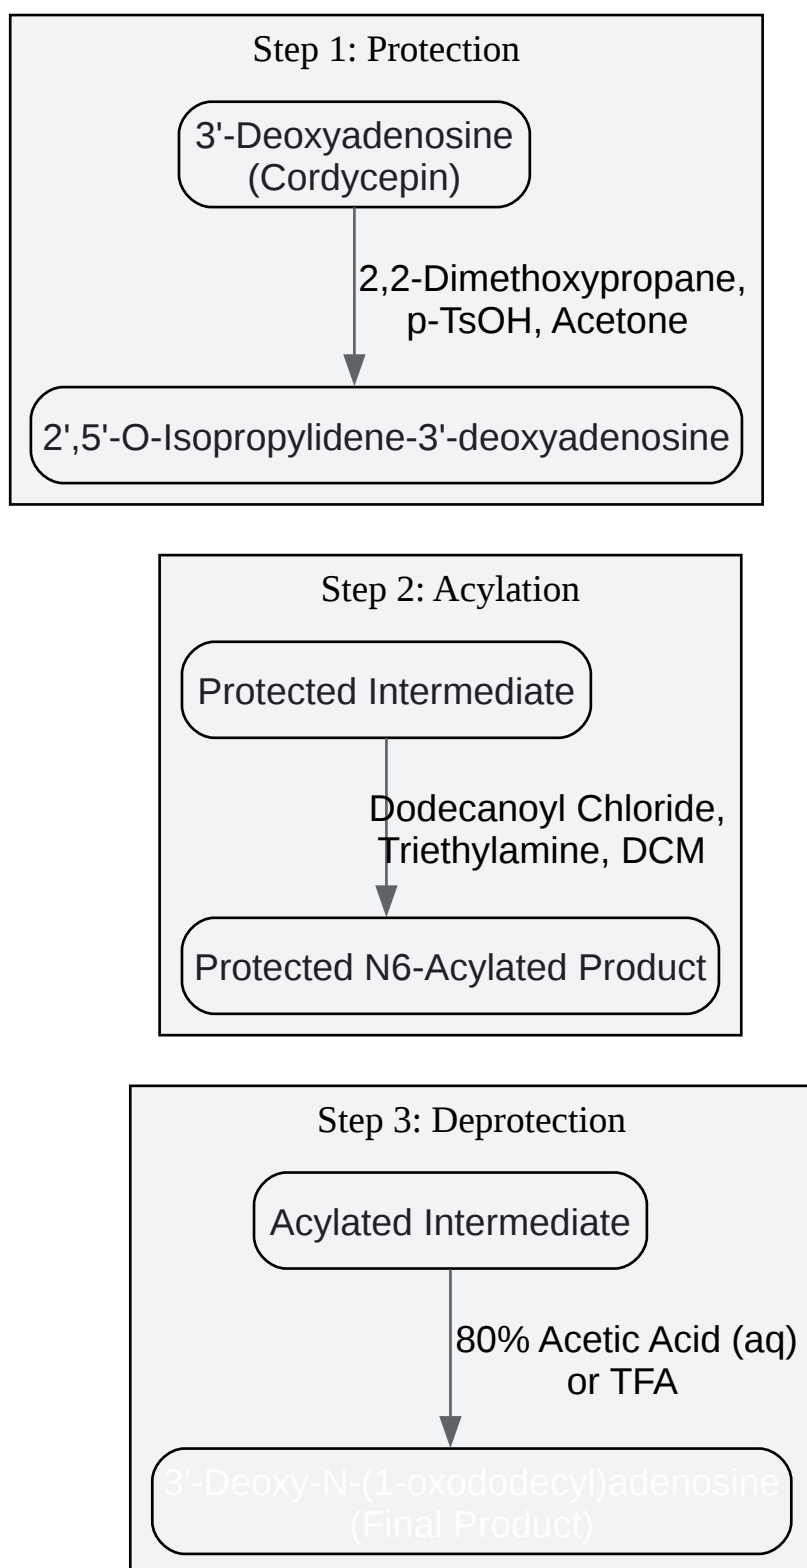 Step 1: Protection
3'-Deoxyadenosine
(Cordycepin)
2,2-Dimethoxypropane,
p-TsOH, Acetone
2',5'-O-Isopropylidene-3'-deoxyadenosine
Step 2: Acylation
Protected Intermediate
Dodecanoyl Chloride,
Triethylamine, DCM
Protected N6-Acylated Product
Step 3: Deprotection
Acylated Intermediate
80% Acetic Acid (aq)
or TFA
3'-Deoxy-N-(1-oxododecyl)adenosine
(Final Product)